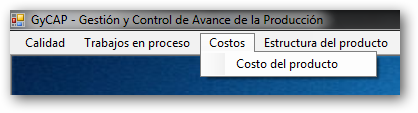 GyCAP - Gestión y Control de Avance de la Producción
Calidad Trabajos en proceso Costos Estructura del producto
Costo del producto